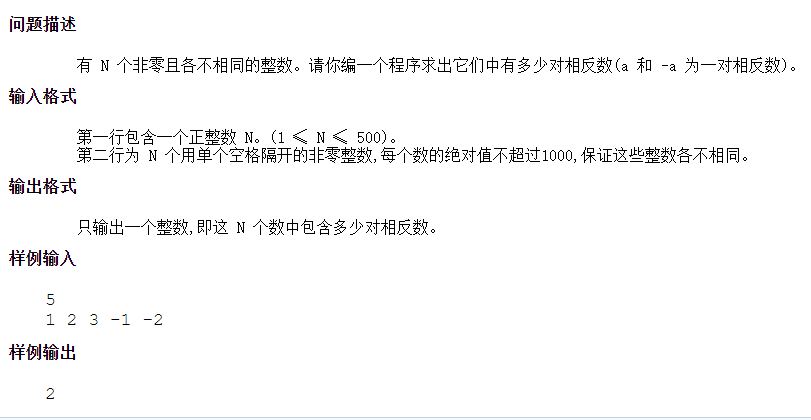 问题描述
有 N 个非零且各不相同的整数。请你编一个程序求出它们中有多少对相反数(a 和 -a 为一对相反数)。
输入格式
第一行包含一个正整数 N。(1 ≤ N ≤ 500)。
第二行为 N 个用单个空格隔开的非零整数,每个数的绝对值不超过1000,保证这些整数各不相同。
输出格式
只输出一个整数,即这 N 个数中包含多少对相反数。
样例输入
5
1 2 3 -1 -2
样例输出
2